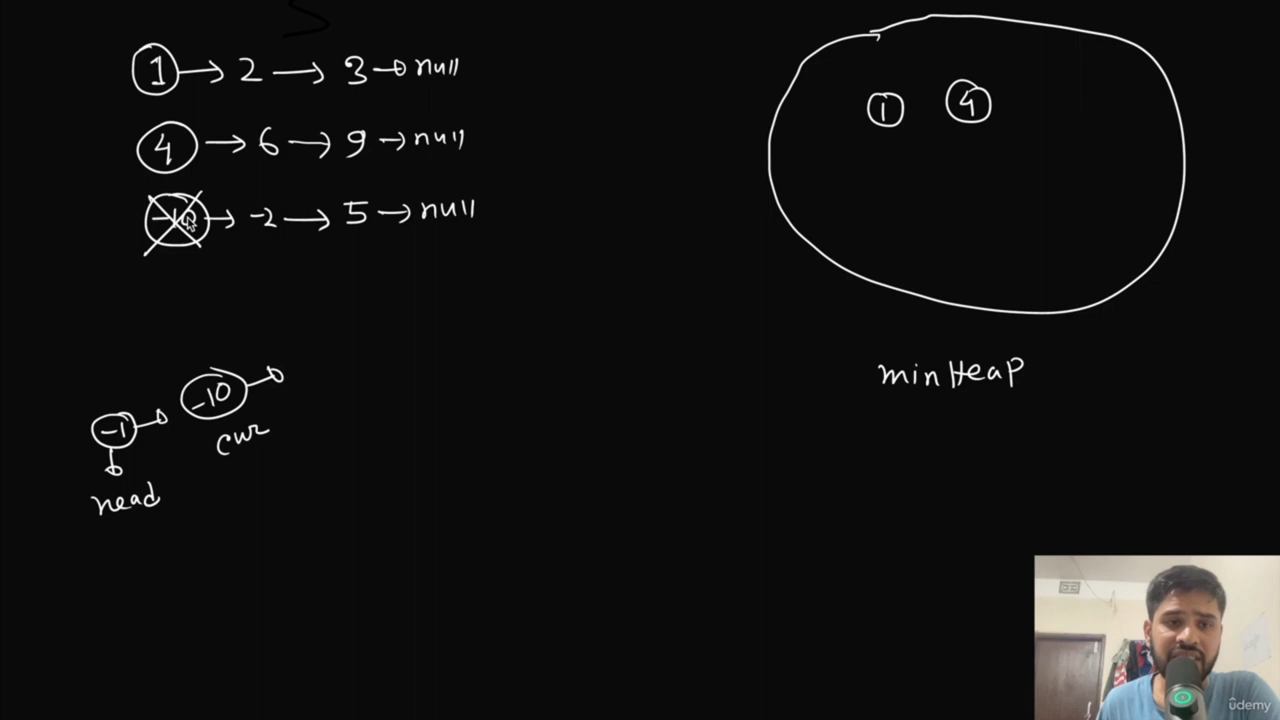 1 → 2 → 3 → null
4 → 6 → 9 → null
-10 → -2 → 5 → null
1 4
minHeap
-1 -10
cur
head
udemy